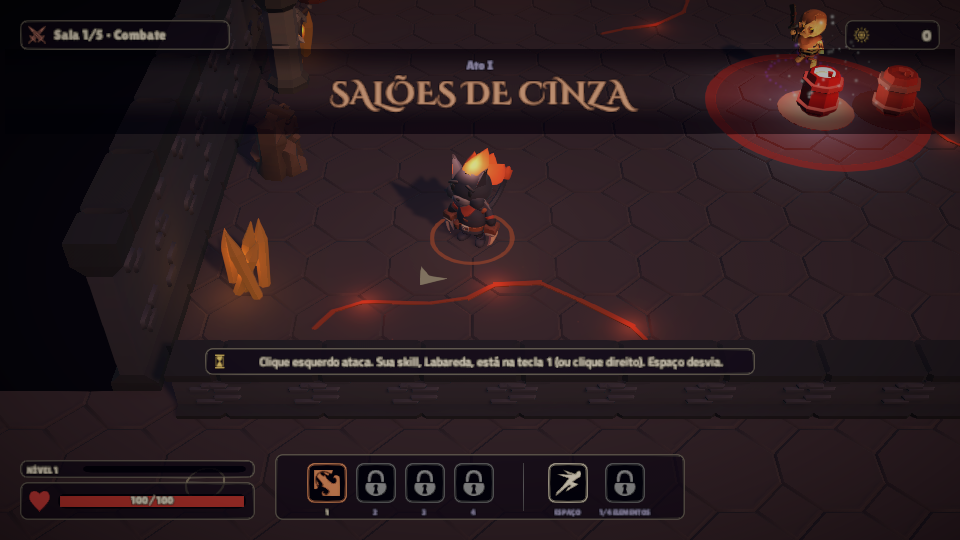 Sala 1/5 - Combate
0
Ato I
SALÕES DE CINZA
Clique esquerdo ataca. Sua skill, Labareda, está na tecla 1 (ou clique direito). Espaço desvia.
NÍVEL 1
100/100
1
2
3
4
ESPAÇO
1/4 ELEMENTOS